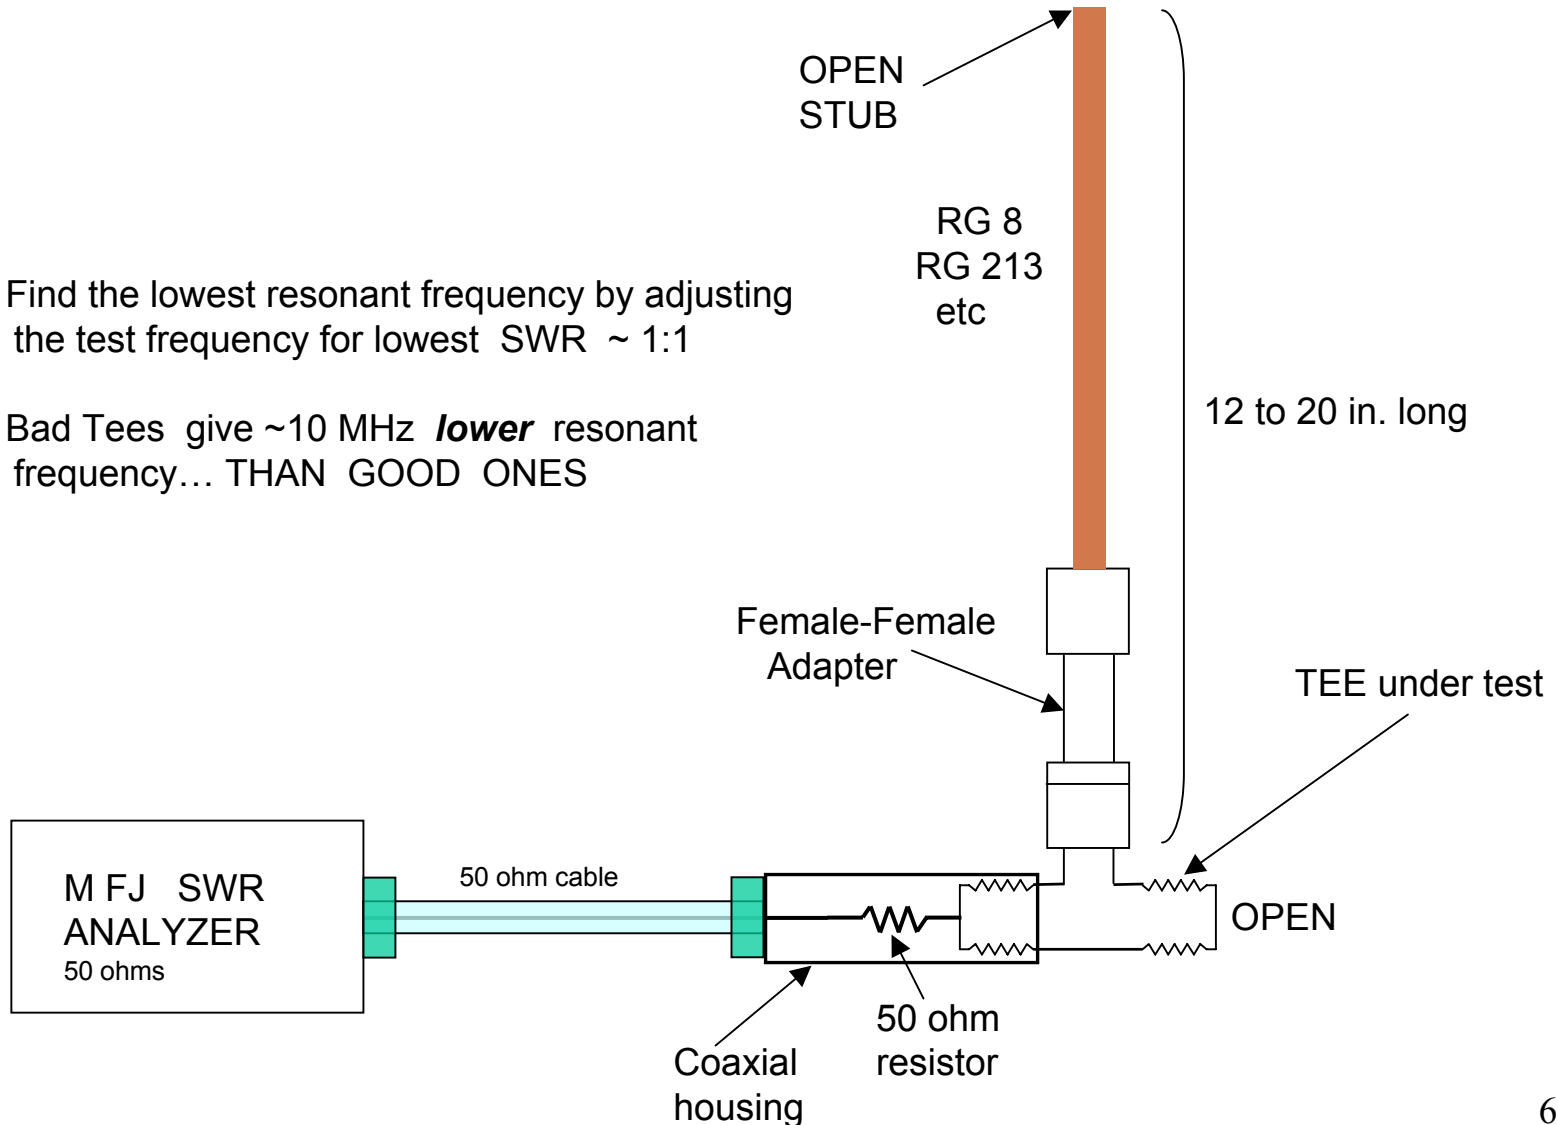 OPEN
STUB
RG 8
RG 213
etc
Find the lowest resonant frequency by adjusting
the test frequency for lowest SWR ~ 1:1
Bad Tees give ~10 MHz lower resonant
frequency… THAN GOOD ONES
12 to 20 in. long
Female-Female
Adapter
TEE under test
M FJ SWR
ANALYZER
50 ohms
50 ohm cable
OPEN
50 ohm
resistor
Coaxial
housing
6